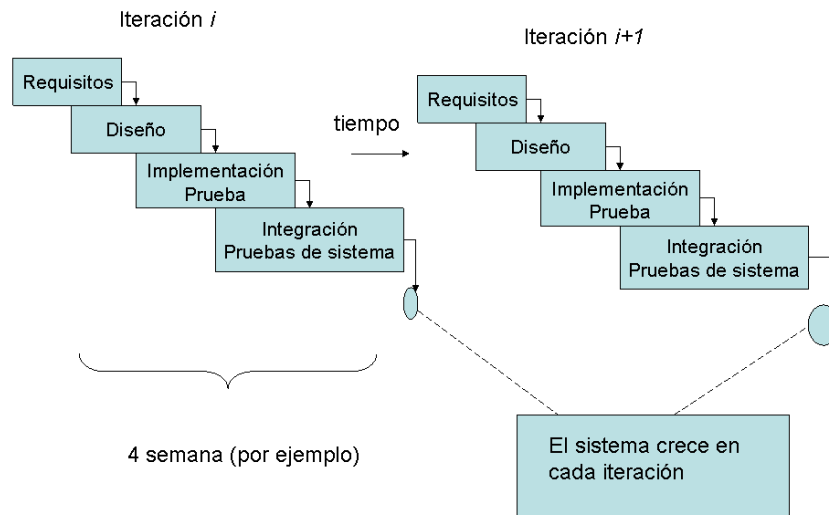 Iteración i
Requisitos
Diseño
Implementación
Prueba
Integración
Pruebas de sistema
tiempo
Iteración i+1
Requisitos
Diseño
Implementación
Prueba
Integración
Pruebas de sistema
4 semana (por ejemplo)
El sistema crece en
cada iteración